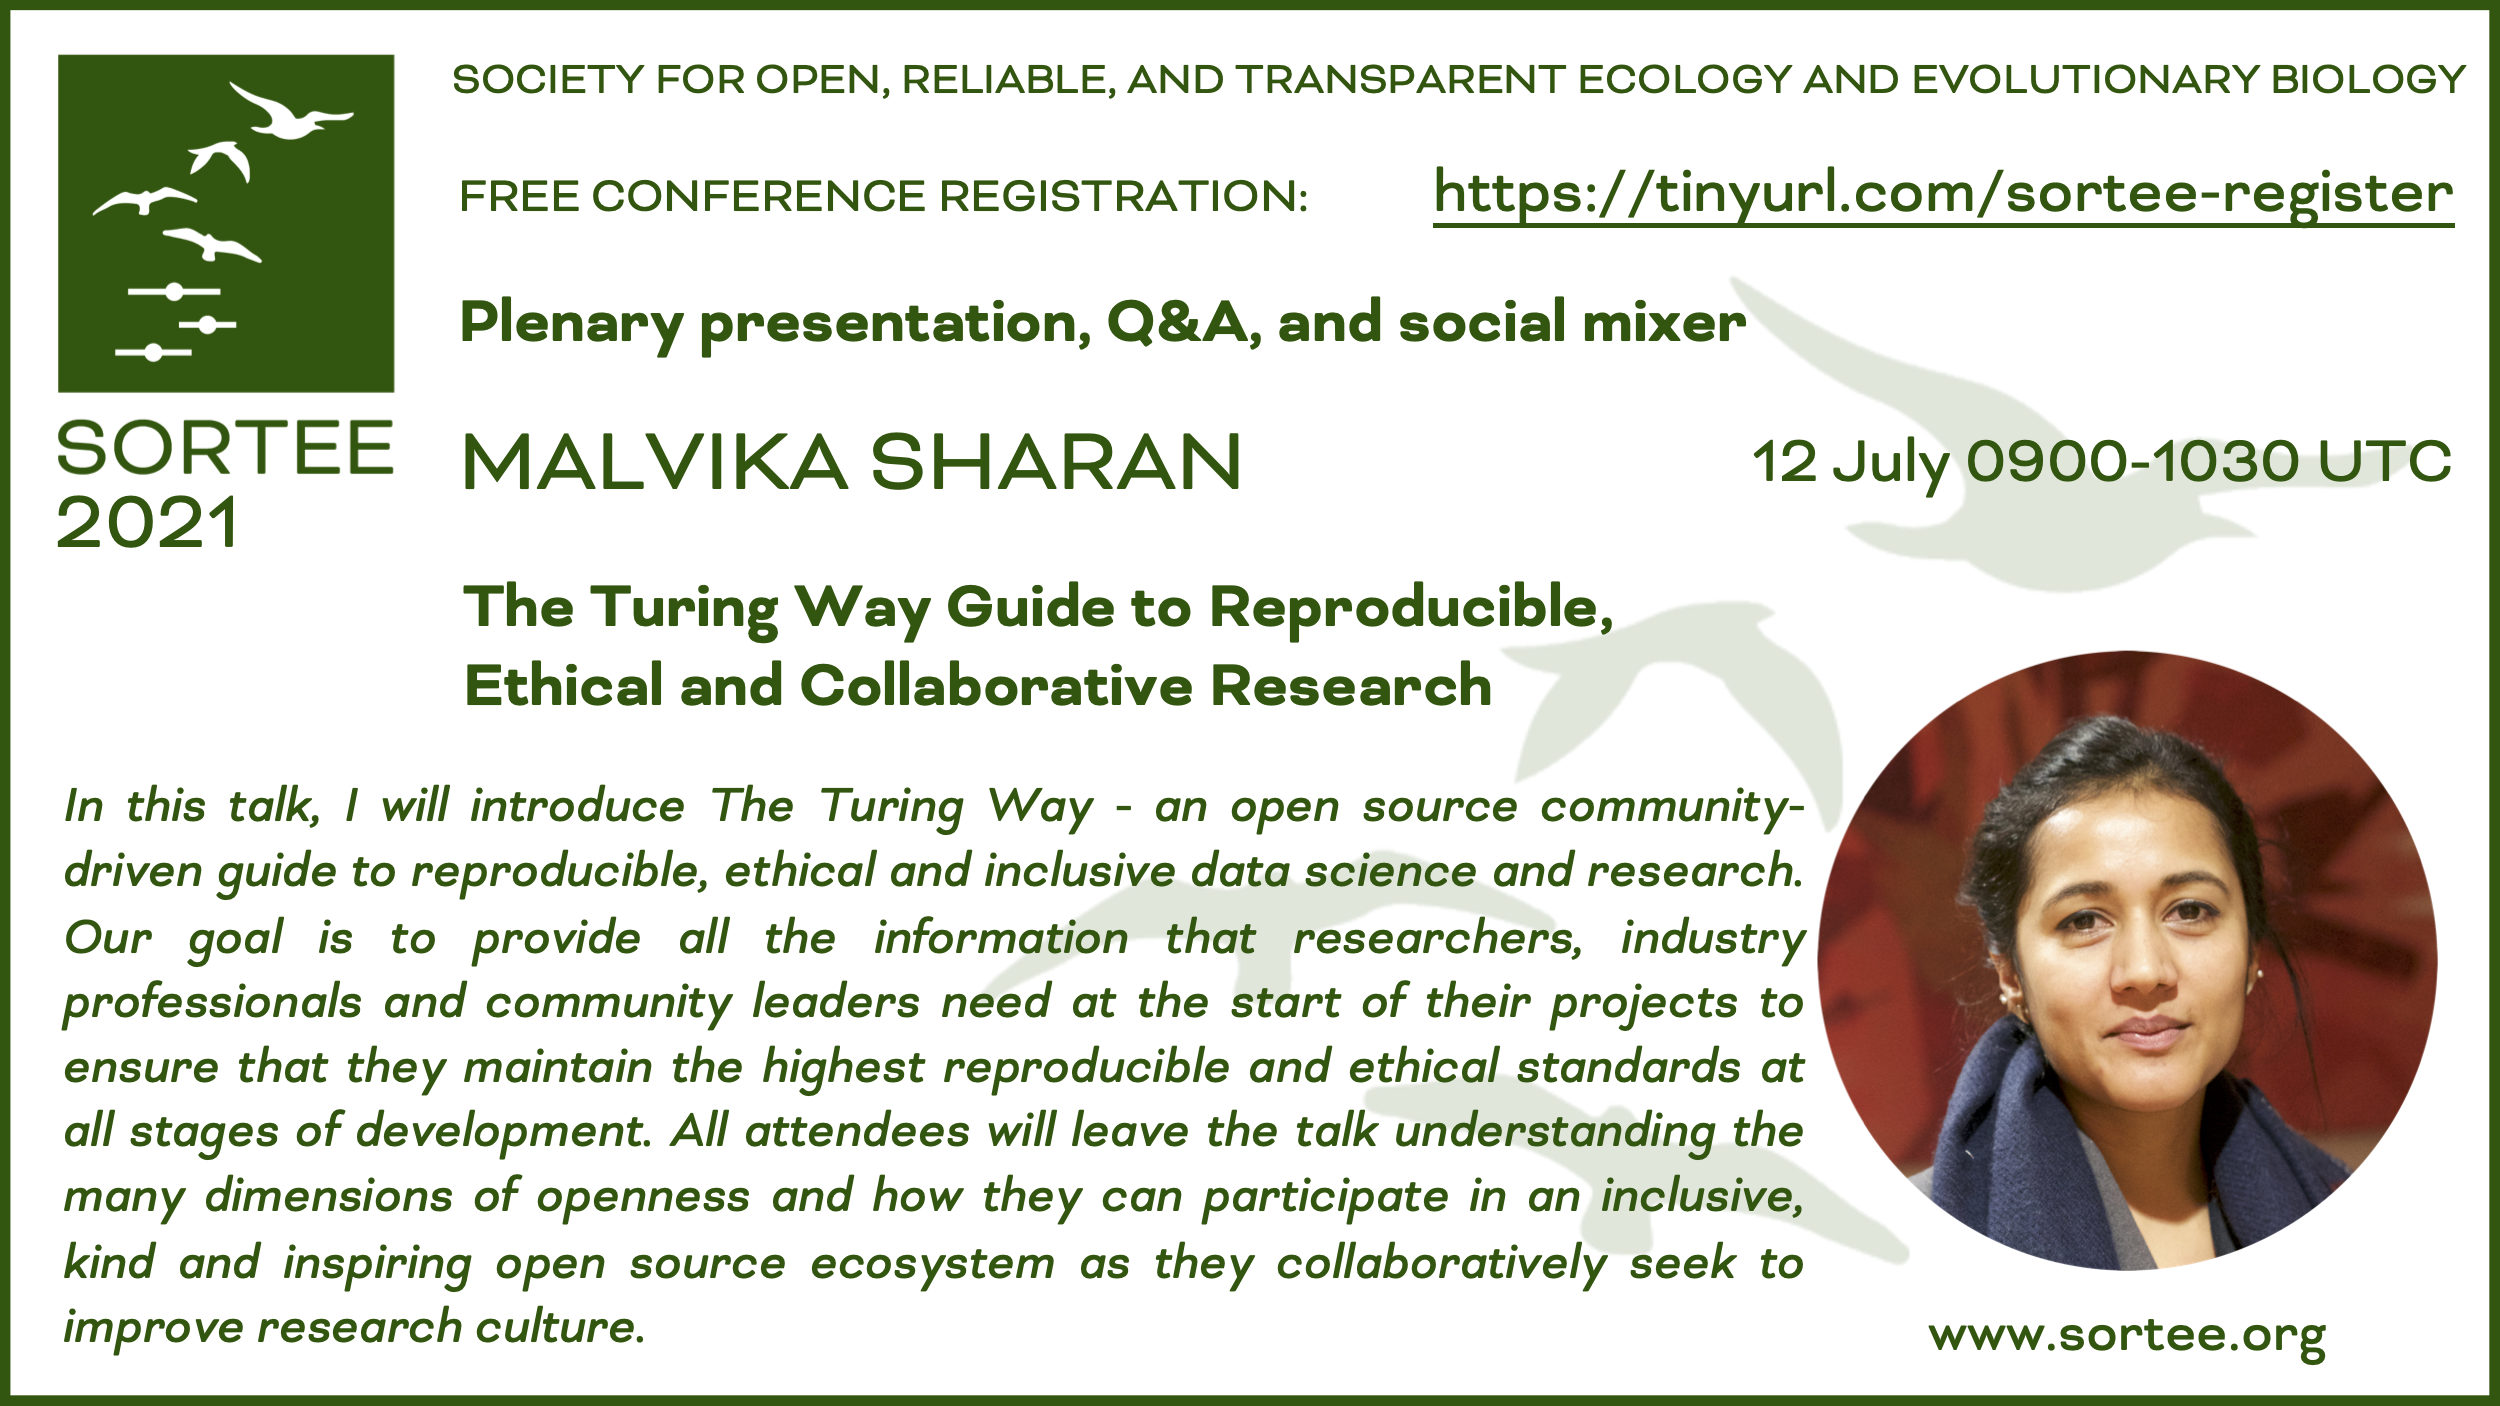 SOCIETY FOR OPEN, RELIABLE, AND TRANSPARENT ECOLOGY AND EVOLUTIONARY BIOLOGY
FREE CONFERENCE REGISTRATION: https://tinyurl.com/sortee-register
Plenary presentation, Q&A, and social mixer
SORTEE
2021
MALVIKA SHARAN 12 July 0900-1030 UTC
The Turing Way Guide to Reproducible,
Ethical and Collaborative Research
In this talk, I will introduce The Turing Way - an open source community-
driven guide to reproducible, ethical and inclusive data science and research.
Our goal is to provide all the information that researchers, industry
professionals and community leaders need at the start of their projects to
ensure that they maintain the highest reproducible and ethical standards at
all stages of development. All attendees will leave the talk understanding the
many dimensions of openness and how they can participate in an inclusive,
kind and inspiring open source ecosystem as they collaboratively seek to
improve research culture.
www.sortee.org